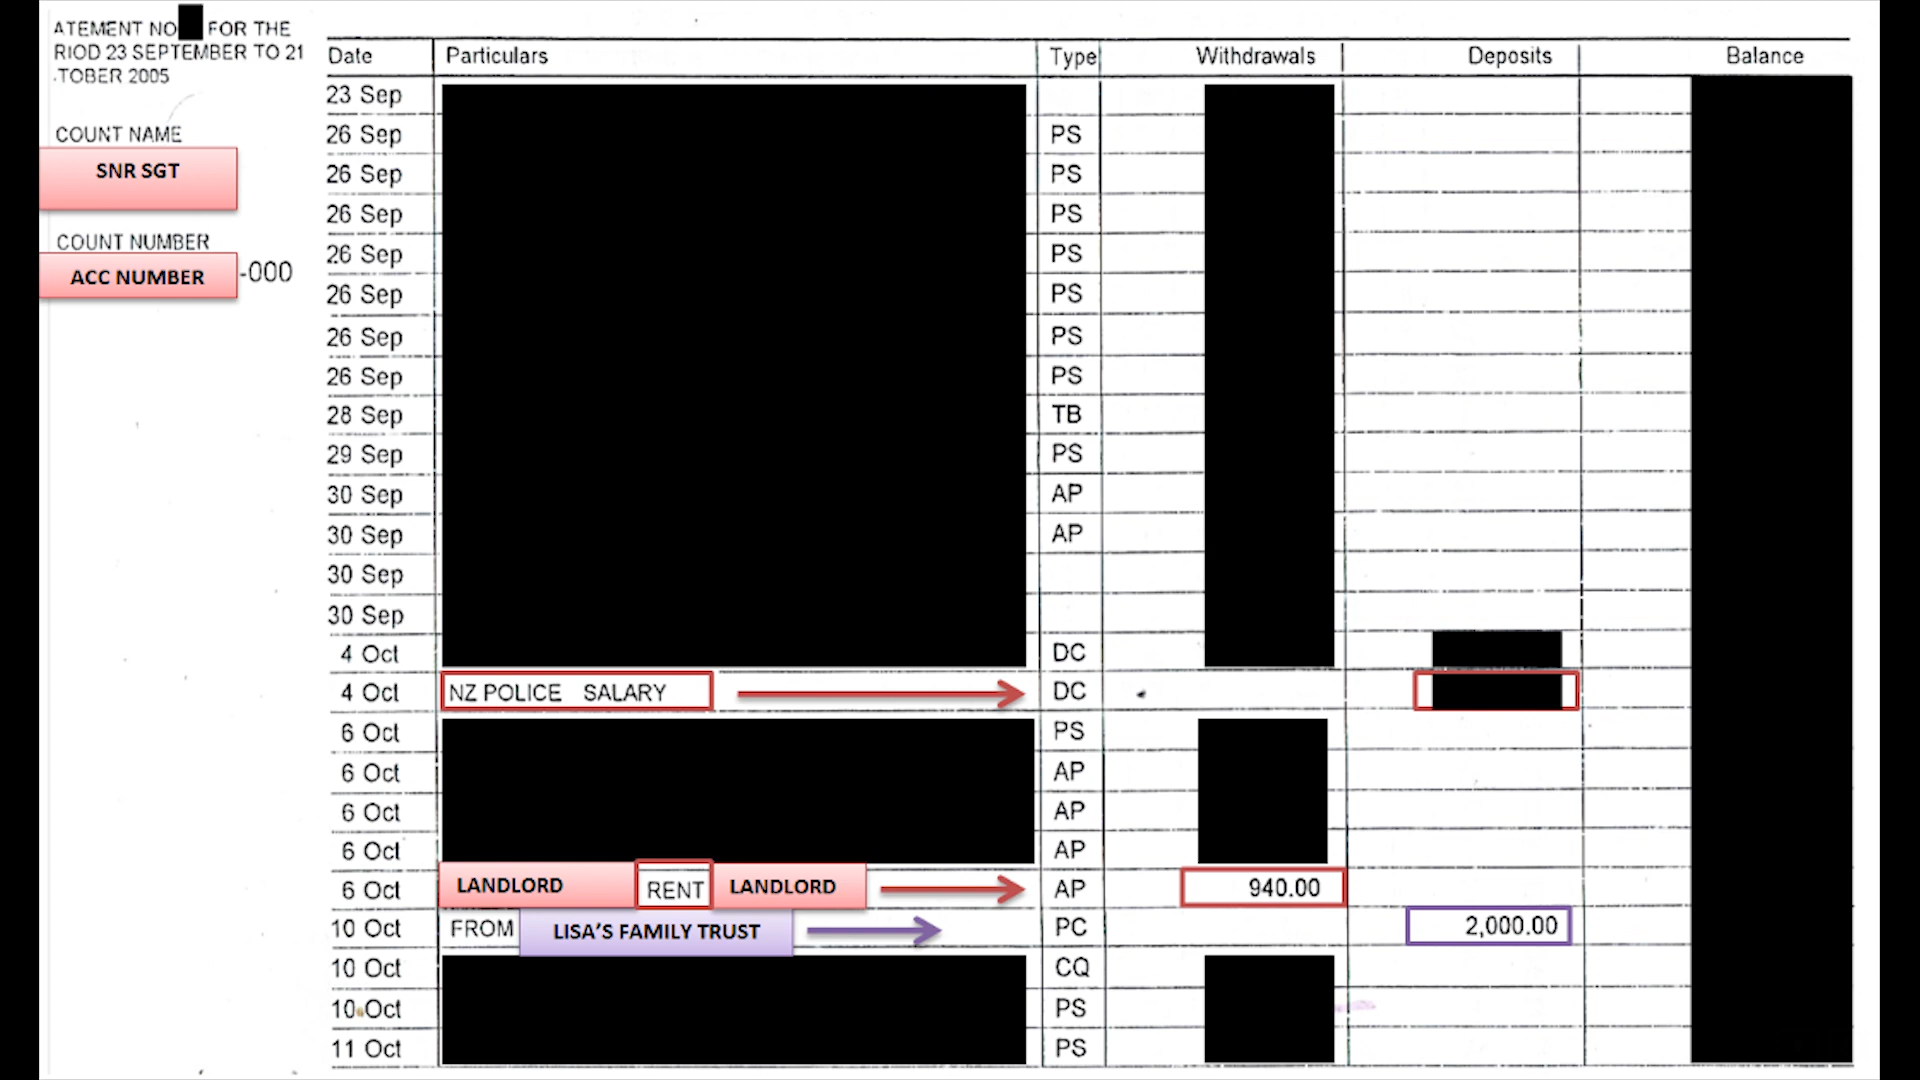 ATEMENT NO FOR THE
RIOD 23 SEPTEMBER TO 21
TOBER 2005
COUNT NAME
SNR SGT
COUNT NUMBER
ACC NUMBER -000
Date Particulars Type Withdrawals Deposits Balance
23 Sep
26 Sep PS
26 Sep PS
26 Sep PS
26 Sep PS
26 Sep PS
26 Sep PS
26 Sep PS
28 Sep TB
29 Sep PS
30 Sep AP
30 Sep AP
30 Sep
30 Sep
4 Oct DC
4 Oct NZ POLICE SALARY DC
6 Oct PS
6 Oct AP
6 Oct AP
6 Oct AP
6 Oct LANDLORD RENT LANDLORD AP 940.00
10 Oct FROM LISA'S FAMILY TRUST PC 2,000.00
10 Oct CQ
10 Oct PS
11 Oct PS